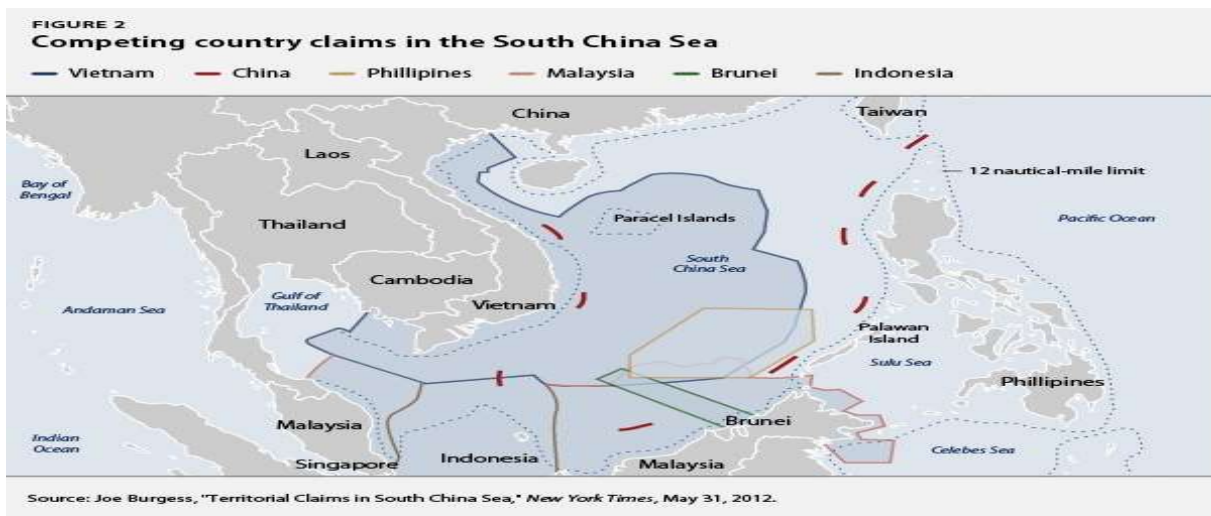 FIGURE 2
Competing country claims in the South China Sea
Vietnam China Phillipines Malaysia Brunei Indonesia
China
Taiwan
Laos
12 nautical-mile limit
Bay of
Bengal
Paracel Islands
Pacific Ocean
Thailand
South
China Sea
Cambodia
Andaman Sea
Gulf of
Thailand
Vietnam
Palawan
Island
Sulu Sea
Phillipines
Malaysia
Brunei
Indian
Ocean
Celebes Sea
Singapore
Indonesia
Malaysia
Source: Joe Burgess, "Territorial Claims in South China Sea," New York Times, May 31, 2012.